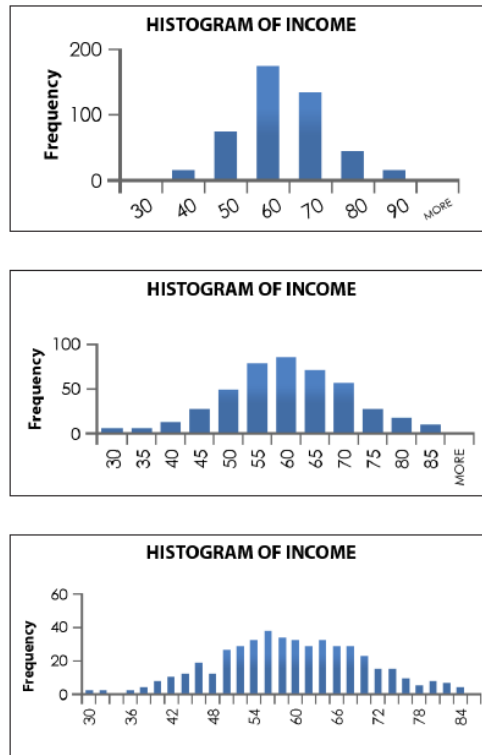 HISTOGRAM OF INCOME
Frequency
200
100
0
30 40 50 60 70 80 90 MORE
HISTOGRAM OF INCOME
Frequency
100
50
0
30 35 40 45 50 55 60 65 70 75 80 85 MORE
HISTOGRAM OF INCOME
Frequency
60
40
20
0
30 36 42 48 54 60 66 72 78 84